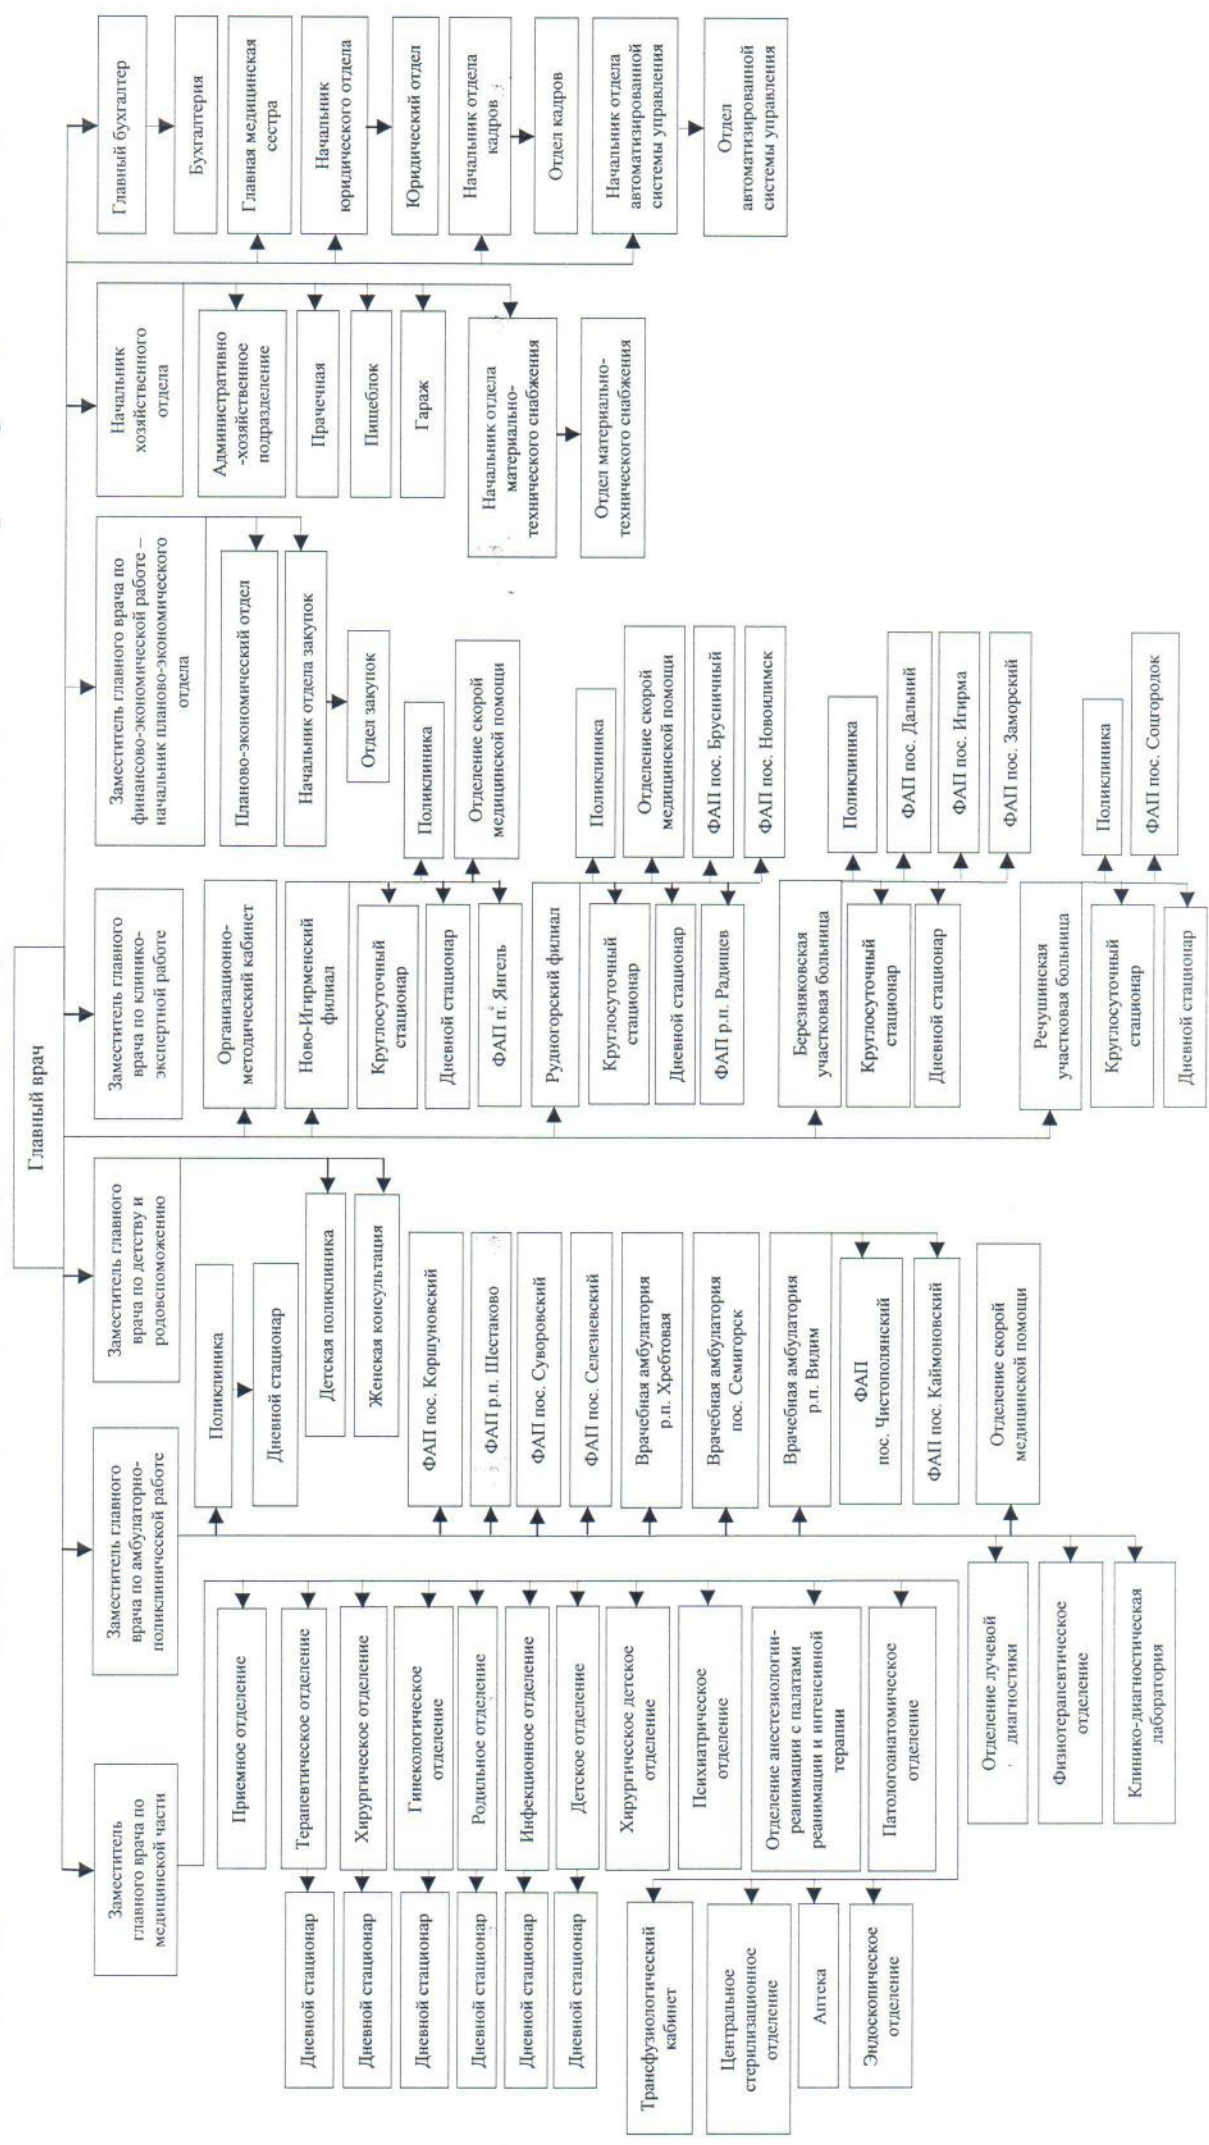 Главный врач
Заместитель
главного врача по
медицинской части
Приемное отделение
Терапевтическое отделение
Дневной стационар
Хирургическое отделение
Дневной стационар
Гинекологическое
отделение
Дневной стационар
Родильное отделение
Дневной стационар
Инфекционное отделение
Дневной стационар
Детское отделение
Дневной стационар
Хирургическое детское
отделение
Психиатрическое
отделение
Отделение анестезиологии-
реанимации с палатами
реанимации и интенсивной
терапии
Патологоанатомическое
отделение
Трансфузиологический
кабинет
Центральное
стерилизационное
отделение
Аптека
Эндоскопическое
отделение
Заместитель главного
врача по амбулаторно-
поликлинической работе
Поликлиника
Дневной стационар
ФАП пос. Коршуновский
ФАП р.п. Шестаково
ФАП пос. Суворовский
ФАП пос. Селезневский
Врачебная амбулатория
р.п. Хребтовая
Врачебная амбулатория
пос. Семигорск
Врачебная амбулатория
р.п. Видим
ФАП
пос. Чистополянский
ФАП пос. Каймоновский
Отделение скорой
медицинской помощи
Отделение лучевой
диагностики
Физиотерапевтическое
отделение
Клинико-диагностическая
лаборатория
Заместитель главного
врача по детству и
родовспоможению
Детская поликлиника
Женская консультация
Заместитель главного
врача по клинико-
экспертной работе
Организационно-
методический кабинет
Ново-Игирменский
филиал
Круглосуточный
стационар
Дневной стационар
ФАП п. Янгель
Поликлиника
Отделение скорой
медицинской помощи
Рудногорский филиал
Круглосуточный
стационар
Дневной стационар
ФАП р.п. Радищев
Поликлиника
Отделение скорой
медицинской помощи
ФАП пос. Брусничный
ФАП пос. Новоилимск
Березняковская
участковая больница
Круглосуточный
стационар
Дневной стационар
Поликлиника
ФАП пос. Дальний
ФАП пос. Игирма
ФАП пос. Заморский
Речушинская
участковая больница
Круглосуточный
стационар
Дневной стационар
Поликлиника
ФАП пос. Соцгородок
Заместитель главного врача по
финансово-экономической работе –
начальник планово-экономического
отдела
Планово-экономический отдел
Начальник отдела закупок
Отдел закупок
Начальник
хозяйственного
отдела
Административно
-хозяйственное
подразделение
Прачечная
Пищеблок
Гараж
Начальник отдела
материально-
технического снабжения
Отдел материально-
технического снабжения
Главный бухгалтер
Бухгалтерия
Главная медицинская
сестра
Начальник
юридического отдела
Юридический отдел
Начальник отдела
кадров
Отдел кадров
Начальник отдела
автоматизированной
системы управления
Отдел
автоматизированной
системы управления